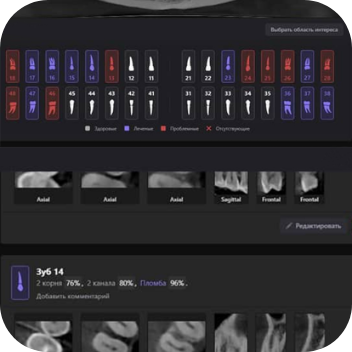 Выбрать область интереса
18 17 16 15 14 13 12 11 21 22 23 24 25 26 27 28
48 47 46 45 44 43 42 41 31 32 33 34 35 36 37 38
Здоровые Леченые Проблемные Отсутствующие
Axial Axial Axial Sagittal Frontal Frontal
Редактировать
Зуб 14
2 корня 76%, 2 канала 80%, Пломба 96%.
Добавить комментарий